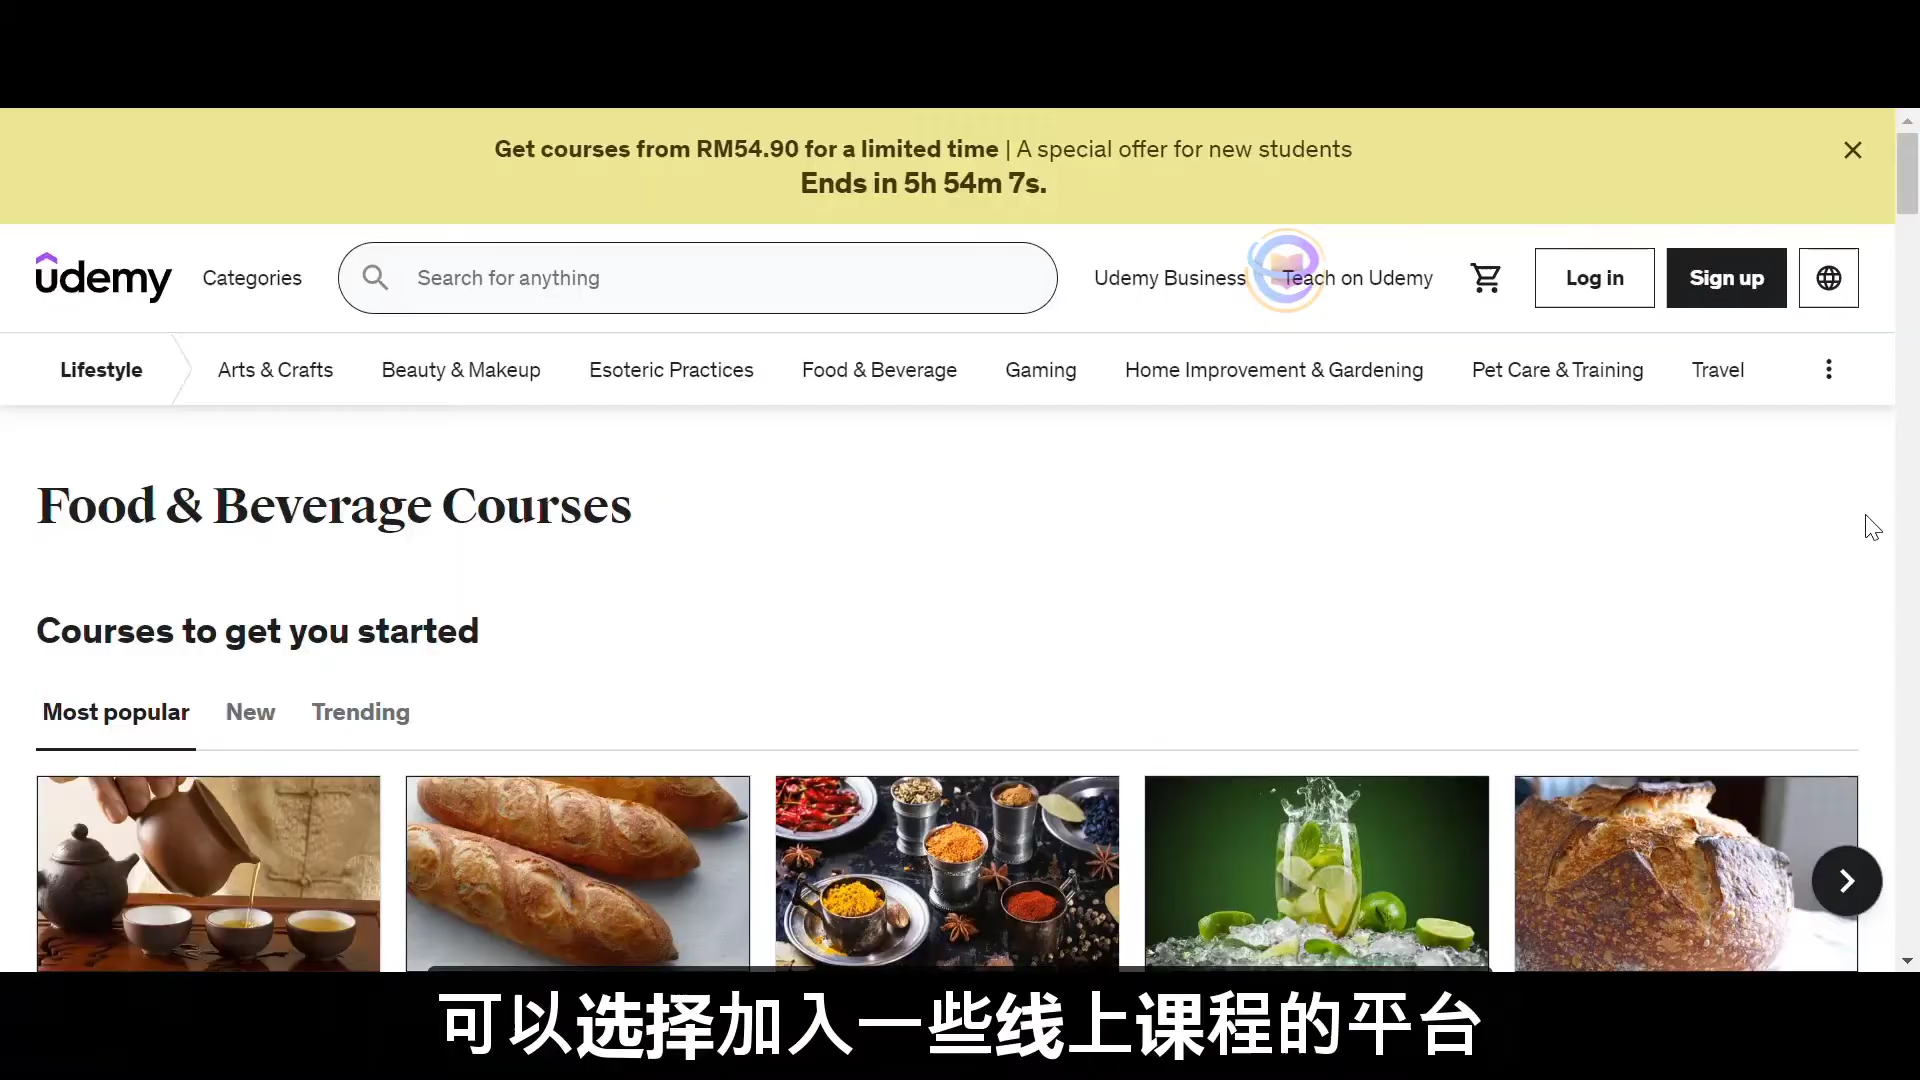 Get courses from RM54.90 for a limited time | A special offer for new students
Ends in 5h 54m 7s.
udemy
Categories
Search for anything
Udemy Business
Teach on Udemy
Log in
Sign up
Lifestyle
Arts & Crafts
Beauty & Makeup
Esoteric Practices
Food & Beverage
Gaming
Home Improvement & Gardening
Pet Care & Training
Travel
Food & Beverage Courses
Courses to get you started
Most popular
New
Trending
可以选择加入一些线上课程的平台